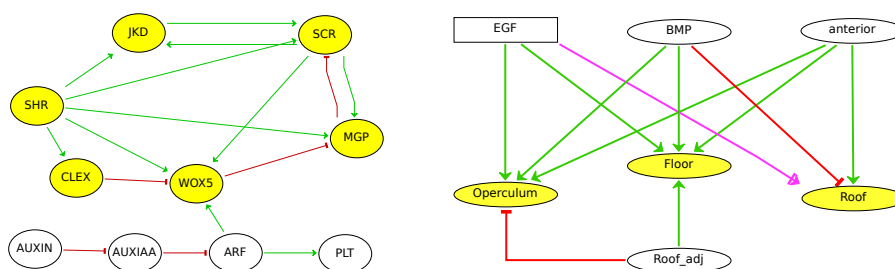 JKD
SCR
SHR
MGP
CLEX
WOX5
AUXIN
AUXIAA
ARF
PLT
EGF
BMP
anterior
Floor
Operculum
Roof
Roof_adj